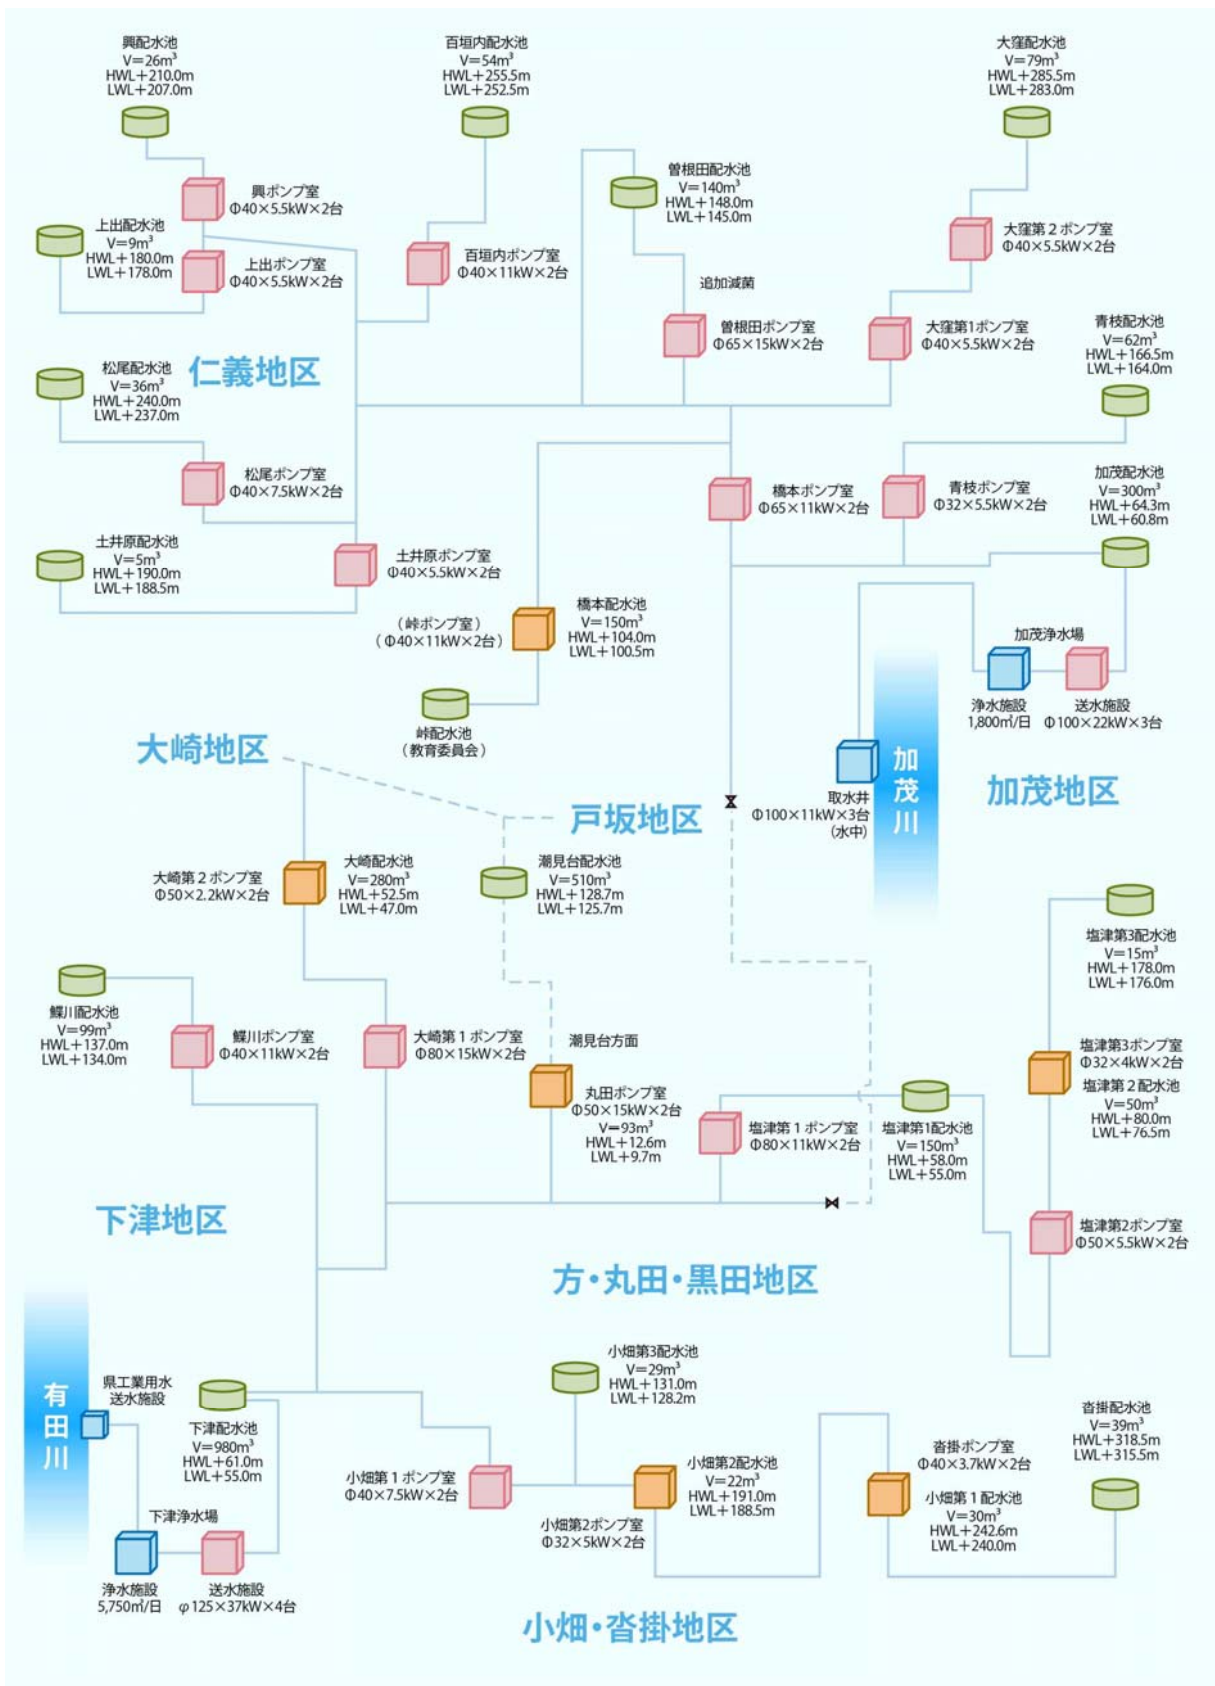 興配水池
V＝26m³
HWL＋210.0m
LWL＋207.0m
百垣内配水池
V＝54m³
HWL＋255.5m
LWL＋252.5m
大窪配水池
V＝79m³
HWL＋285.5m
LWL＋283.0m
興ポンプ室
Φ40×5.5kW×2台
曽根田配水池
V＝140m³
HWL＋148.0m
LWL＋145.0m
上出配水池
V＝9m³
HWL＋180.0m
LWL＋178.0m
上出ポンプ室
Φ40×5.5kW×2台
百垣内ポンプ室
Φ40×11kW×2台
大窪第２ポンプ室
Φ40×5.5kW×2台
追加滅菌
曽根田ポンプ室
Φ65×15kW×2台
大窪第1ポンプ室
Φ40×5.5kW×2台
青枝配水池
V＝62m³
HWL＋166.5m
LWL＋164.0m
仁義地区
松尾配水池
V＝36m³
HWL＋240.0m
LWL＋237.0m
松尾ポンプ室
Φ40×7.5kW×2台
橋本ポンプ室
Φ65×11kW×2台
青枝ポンプ室
Φ32×5.5kW×2台
加茂配水池
V＝300m³
HWL＋64.3m
LWL＋60.8m
土井原配水池
V＝5m³
HWL＋190.0m
LWL＋188.5m
土井原ポンプ室
Φ40×5.5kW×2台
（峠ポンプ室）
（Φ40×11kW×2台）
橋本配水池
V＝150m³
HWL＋104.0m
LWL＋100.5m
加茂浄水場
浄水施設
1,800㎥/日
送水施設
Φ100×22kW×3台
峠配水池
（教育委員会）
大崎地区
戸坂地区
加茂川
加茂地区
取水井
Φ100×11kW×3台
（水中）
大崎第２ポンプ室
Φ50×2.2kW×2台
大崎配水池
V＝280m³
HWL＋52.5m
LWL＋47.0m
潮見台配水池
V＝510m³
HWL＋128.7m
LWL＋125.7m
塩津第3配水池
V＝15m³
HWL＋178.0m
LWL＋176.0m
鰈川配水池
V＝99m³
HWL＋137.0m
LWL＋134.0m
鰈川ポンプ室
Φ40×11kW×2台
大崎第１ポンプ室
Φ80×15kW×2台
潮見台方面
丸田ポンプ室
Φ50×15kW×2台
V＝93m³
HWL＋12.6m
LWL＋9.7m
塩津第１ポンプ室
Φ80×11kW×2台
塩津第1配水池
V＝150m³
HWL＋58.0m
LWL＋55.0m
塩津第3ポンプ室
Φ32×4kW×2台
塩津第２配水池
V＝50m³
HWL＋80.0m
LWL＋76.5m
下津地区
塩津第2ポンプ室
Φ50×5.5kW×2台
方・丸田・黒田地区
有田川
県工業用水
送水施設
下津配水池
V＝980m³
HWL＋61.0m
LWL＋55.0m
小畑第3配水池
V＝29m³
HWL＋131.0m
LWL＋128.2m
小畑第１ポンプ室
Φ40×7.5kW×2台
小畑第2配水池
V＝22m³
HWL＋191.0m
LWL＋188.5m
小畑第2ポンプ室
Φ32×5kW×2台
沓掛ポンプ室
Φ40×3.7kW×2台
小畑第１配水池
V＝30m³
HWL＋242.6m
LWL＋240.0m
沓掛配水池
V＝39m³
HWL＋318.5m
LWL＋315.5m
下津浄水場
浄水施設
5,750㎥/日
送水施設
φ125×37kW×4台
小畑・沓掛地区